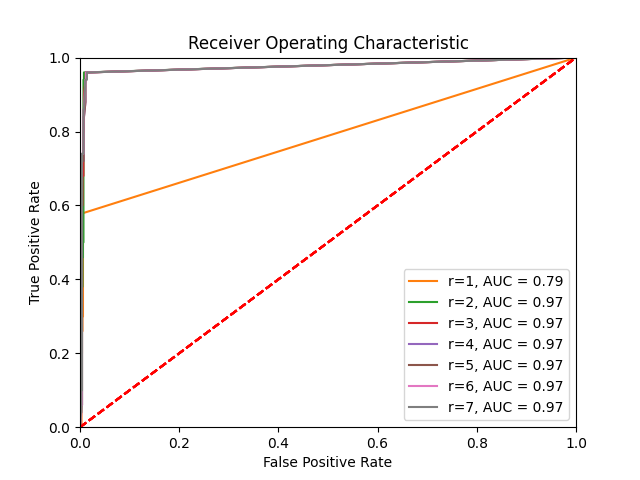 Receiver Operating Characteristic
True Positive Rate
1.0
0.8
0.6
0.4
0.2
0.0
r=1, AUC = 0.79
r=2, AUC = 0.97
r=3, AUC = 0.97
r=4, AUC = 0.97
r=5, AUC = 0.97
r=6, AUC = 0.97
r=7, AUC = 0.97
0.0 0.2 0.4 0.6 0.8 1.0
False Positive Rate